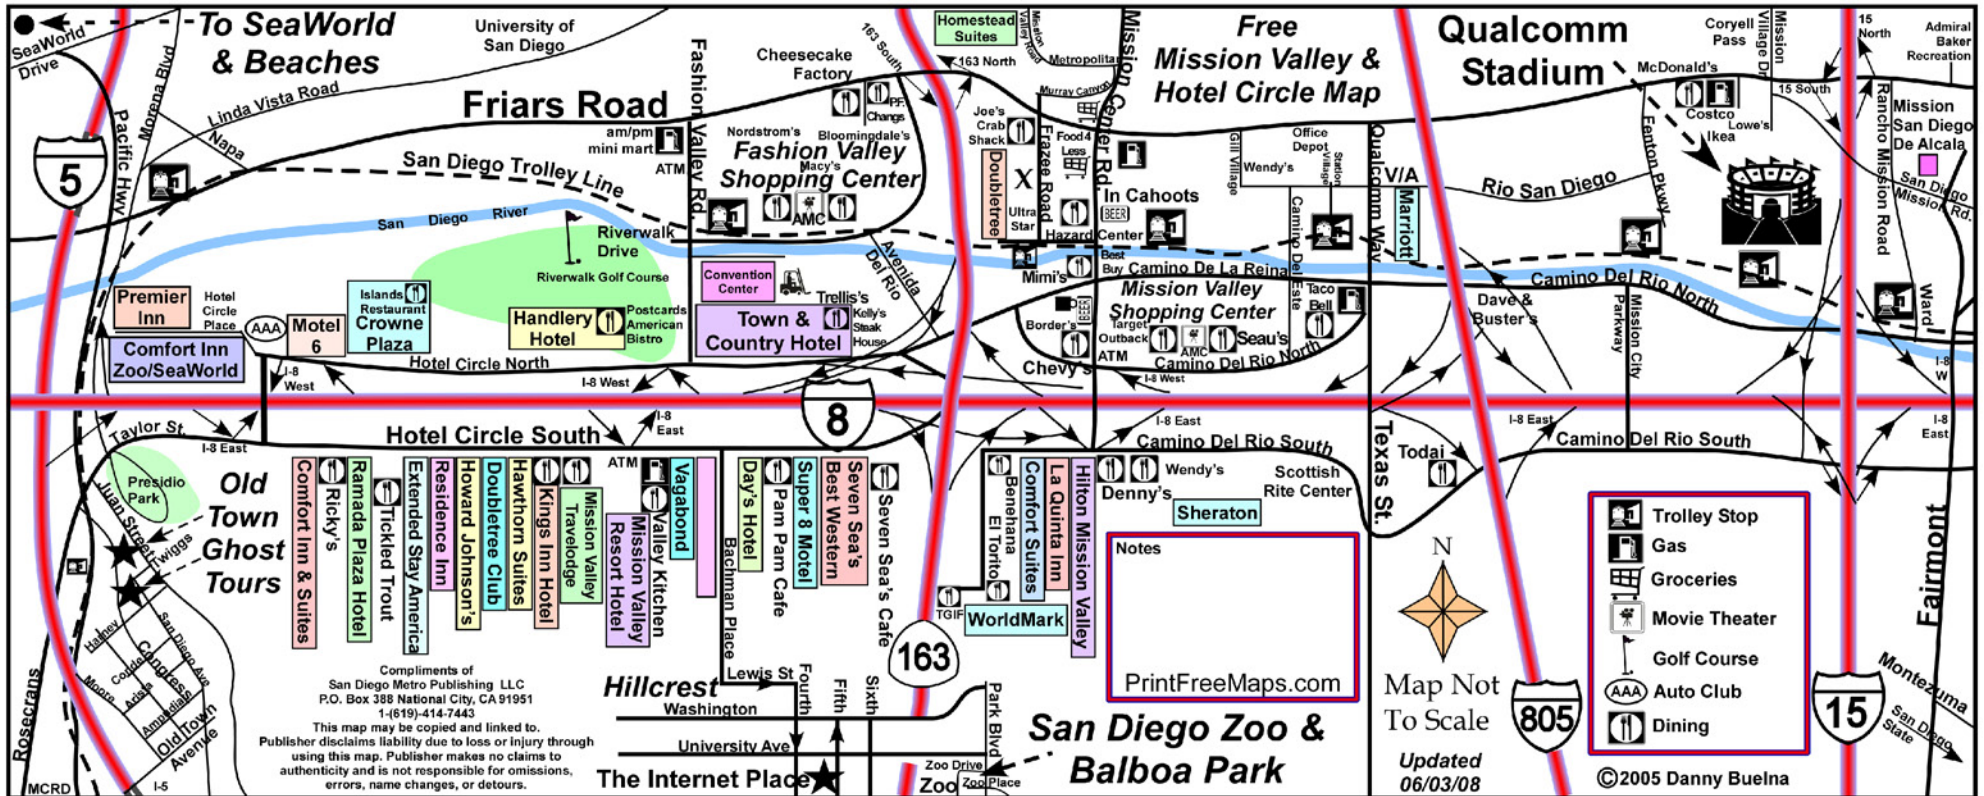 To SeaWorld
& Beaches
SeaWorld
Drive
Morena Blvd
Pacific Hwy
Linda Vista Road
Napa
University of
San Diego
Friars Road
San Diego Trolley Line
San Diego River
5
Fashion Valley Rd.
am/pm
mini mart
ATM
Cheesecake
Factory
P.F.
Changs
Nordstrom's
Bloomingdale's
Fashion Valley
Macy's
Shopping Center
AMC
163 South
163 North
Homestead
Suites
Mission
Valley Road
Metropolitan
Murray Canyon
Mission Center Rd.
Joe's
Crab
Shack
Doubletree
X
Ultra
Star
Frazee Road
Food 4
Less
Hazard Center
In Cahoots
BEER
Free
Mission Valley &
Hotel Circle Map
Qualcomm
Stadium
Gill Village
Wendy's
Office
Depot
Station
Village
Camino Del Este
Qualcomm Way
V/A
Marriott
Rio San Diego
Fenton Pkwy
McDonald's
Costco
Lowe's
Ikea
Coryell
Pass
Mission
Village Dr
15 South
15
North
Admiral
Baker
Recreation
Rancho Mission Road
Mission
San Diego
De Alcala
San Diego
Mission Rd.
Ward
Premier
Inn
Hotel
Circle
Place
Comfort Inn
Zoo/SeaWorld
AAA
Motel
6
Islands
Restaurant
Crowne
Plaza
Riverwalk
Drive
Riverwalk Golf Course
Handlery
Hotel
Postcards
American
Bistro
Convention
Center
Trellis's
Town &
Country Hotel
Kelly's
Steak
House
Avenida
Del Rio
Hotel Circle North
I-8
West
I-8 West
Mimi's
Best
Buy
Camino De La Reina
Mission Valley
Shopping Center
BEER
Border's
Target
Outback
AMC
Seau's
ATM
Chevy's
Camino Del Rio North
I-8 West
Taco
Bell
Dave &
Buster's
Camino Del Rio North
Mission City
Parkway
I-8
W
8
Taylor St.
I-8 East
I-8
East
Hotel Circle South
I-8 East
Camino Del Rio South
I-8 East
Camino Del Rio South
I-8
East
Presidio
Park
Juan Street
Twiggs
Old
Town
Ghost
Tours
Comfort Inn & Suites
Ricky's
Ramada Plaza Hotel
Tickled Trout
Extended Stay America
Residence Inn
Howard Johnson's
Doubletree Club
Hawthorn Suites
Kings Inn Hotel
Mission Valley
Travelodge
ATM
Mission Valley
Resort Hotel
Valley Kitchen
Vagabond
Bachman Place
Day's Hotel
Pam Pam Cafe
Super 8 Motel
Seven Sea's
Best Western
Seven Sea's Cafe
Benehana
El Torito
TGIF
Comfort Suites
La Quinta Inn
Hilton Mission Valley
WorldMark
Denny's
Wendy's
Sheraton
Scottish
Rite Center
Texas St.
Todai
Notes
PrintFreeMaps.com
N
Map Not
To Scale
Updated
06/03/08
Trolley Stop
Gas
Groceries
Movie Theater
Golf Course
AAA Auto Club
Dining
©2005 Danny Buelna
Fairmont
Montezuma
San Diego
State
163
805
15
Rosecrans
MCRD
I-5
Harney
San Diego Ave
Congress
Conde
Arista
Moore
Ampudia
Old Town
Avenue
Compliments of
San Diego Metro Publishing LLC
P.O. Box 388 National City, CA 91951
1-(619)-414-7443
This map may be copied and linked to.
Publisher disclaims liability due to loss or injury through
using this map. Publisher makes no claims to
authenticity and is not responsible for omissions,
errors, name changes, or detours.
Hillcrest
Washington
Lewis St
Fourth
Fifth
Sixth
University Ave
The Internet Place
Park Blvd
Zoo Drive
Zoo
Zoo Place
San Diego Zoo &
Balboa Park